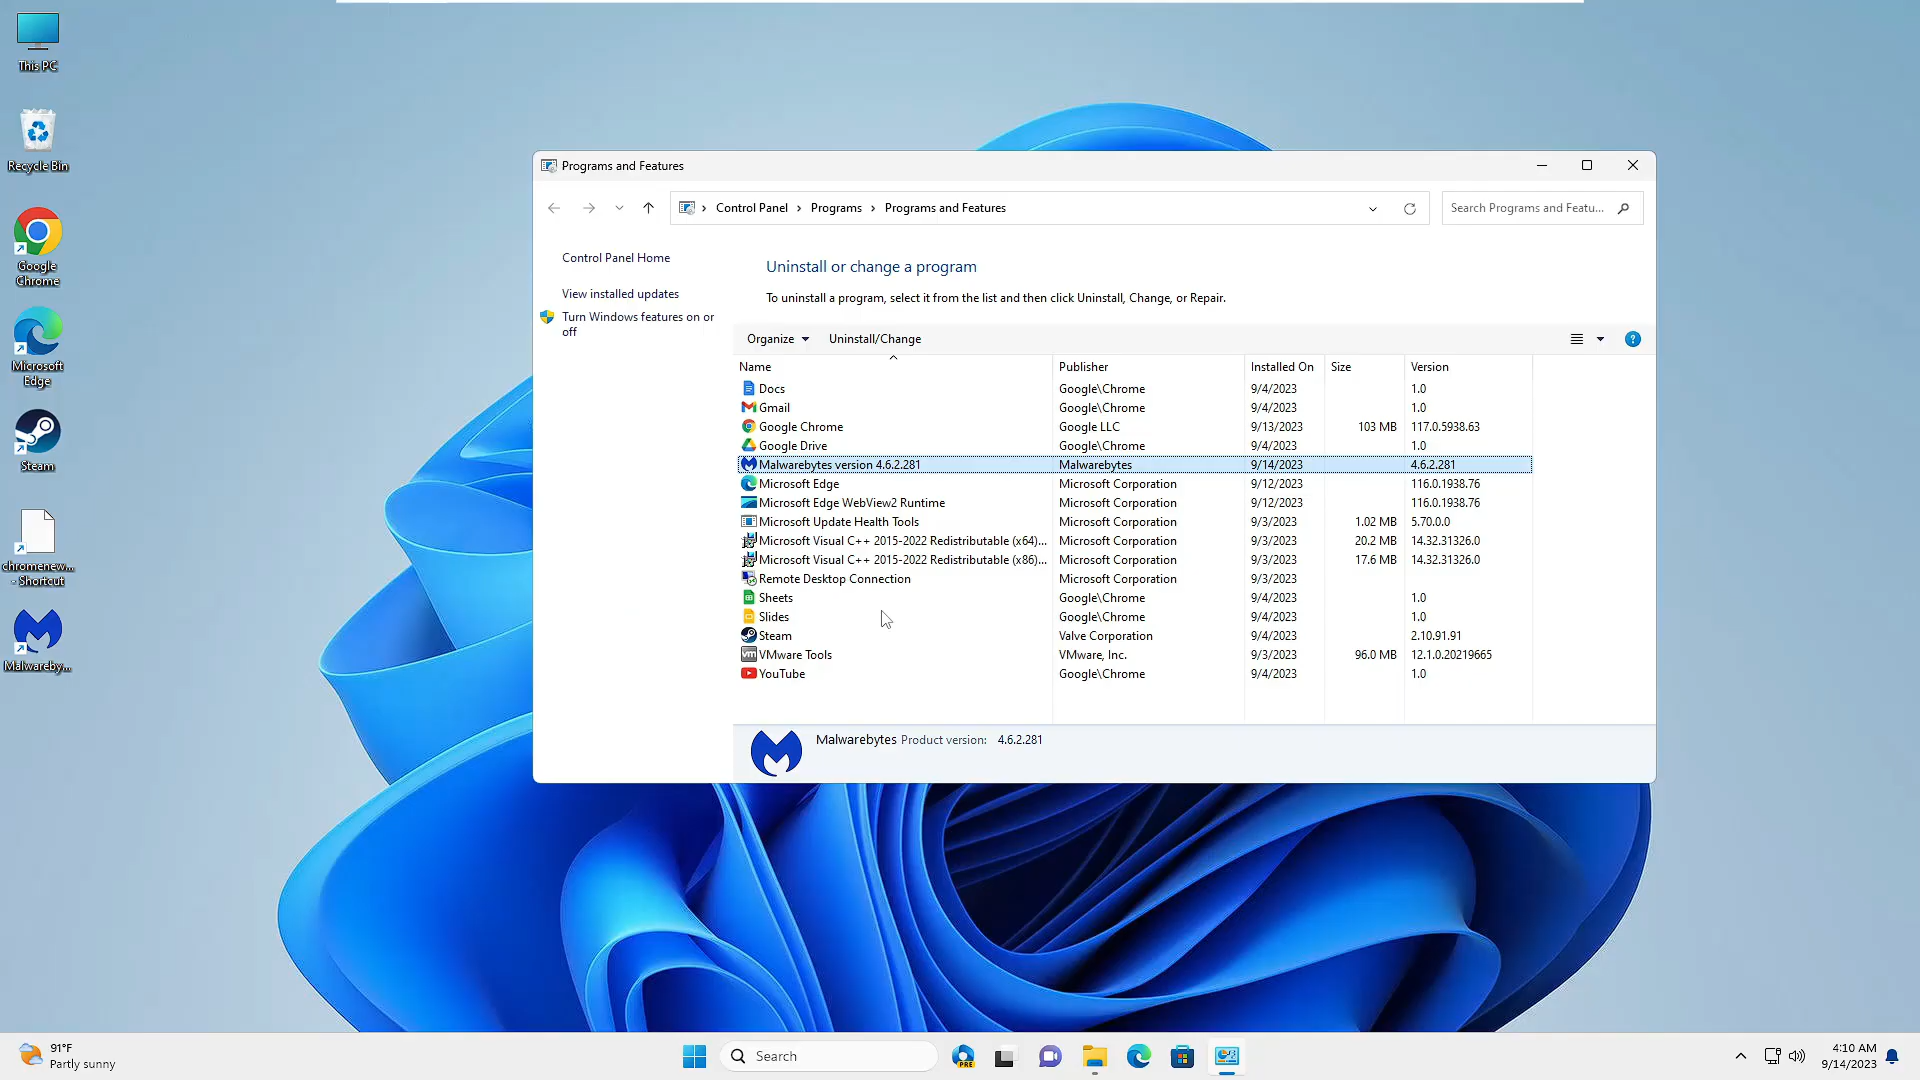 This PC
Recycle Bin
Google
Chrome
Microsoft
Edge
Steam
chromenew...
- Shortcut
Malwareby...
Programs and Features
Control Panel > Programs > Programs and Features
Search Programs and Featu...
Control Panel Home
View installed updates
Turn Windows features on or
off
Uninstall or change a program
To uninstall a program, select it from the list and then click Uninstall, Change, or Repair.
Organize Uninstall/Change
Name Publisher Installed On Size Version
Docs Google\Chrome 9/4/2023 1.0
Gmail Google\Chrome 9/4/2023 1.0
Google Chrome Google LLC 9/13/2023 103 MB 117.0.5938.63
Google Drive Google\Chrome 9/4/2023 1.0
Malwarebytes version 4.6.2.281 Malwarebytes 9/14/2023 4.6.2.281
Microsoft Edge Microsoft Corporation 9/12/2023 116.0.1938.76
Microsoft Edge WebView2 Runtime Microsoft Corporation 9/12/2023 116.0.1938.76
Microsoft Update Health Tools Microsoft Corporation 9/3/2023 1.02 MB 5.70.0.0
Microsoft Visual C++ 2015-2022 Redistributable (x64)... Microsoft Corporation 9/3/2023 20.2 MB 14.32.31326.0
Microsoft Visual C++ 2015-2022 Redistributable (x86)... Microsoft Corporation 9/3/2023 17.6 MB 14.32.31326.0
Remote Desktop Connection Microsoft Corporation 9/3/2023
Sheets Google\Chrome 9/4/2023 1.0
Slides Google\Chrome 9/4/2023 1.0
Steam Valve Corporation 9/4/2023 2.10.91.91
VMware Tools VMware, Inc. 9/3/2023 96.0 MB 12.1.0.20219665
YouTube Google\Chrome 9/4/2023 1.0
Malwarebytes Product version: 4.6.2.281
91°F
Partly sunny
Search
PRE
4:10 AM
9/14/2023